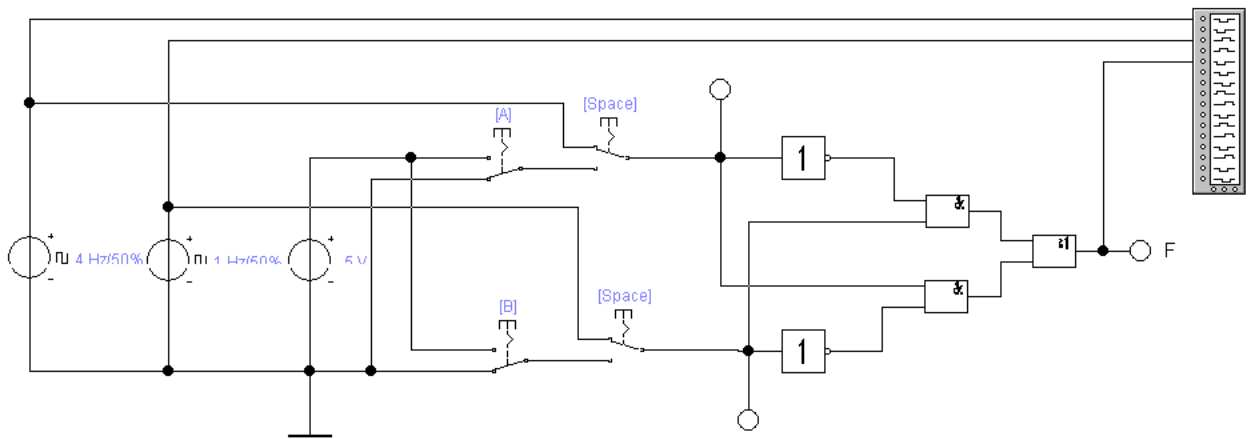 [A]
[Space]
1
&
4 Hz/50%
1 Hz/50%
5 V
≥1
F
[Space]
&
[B]
1